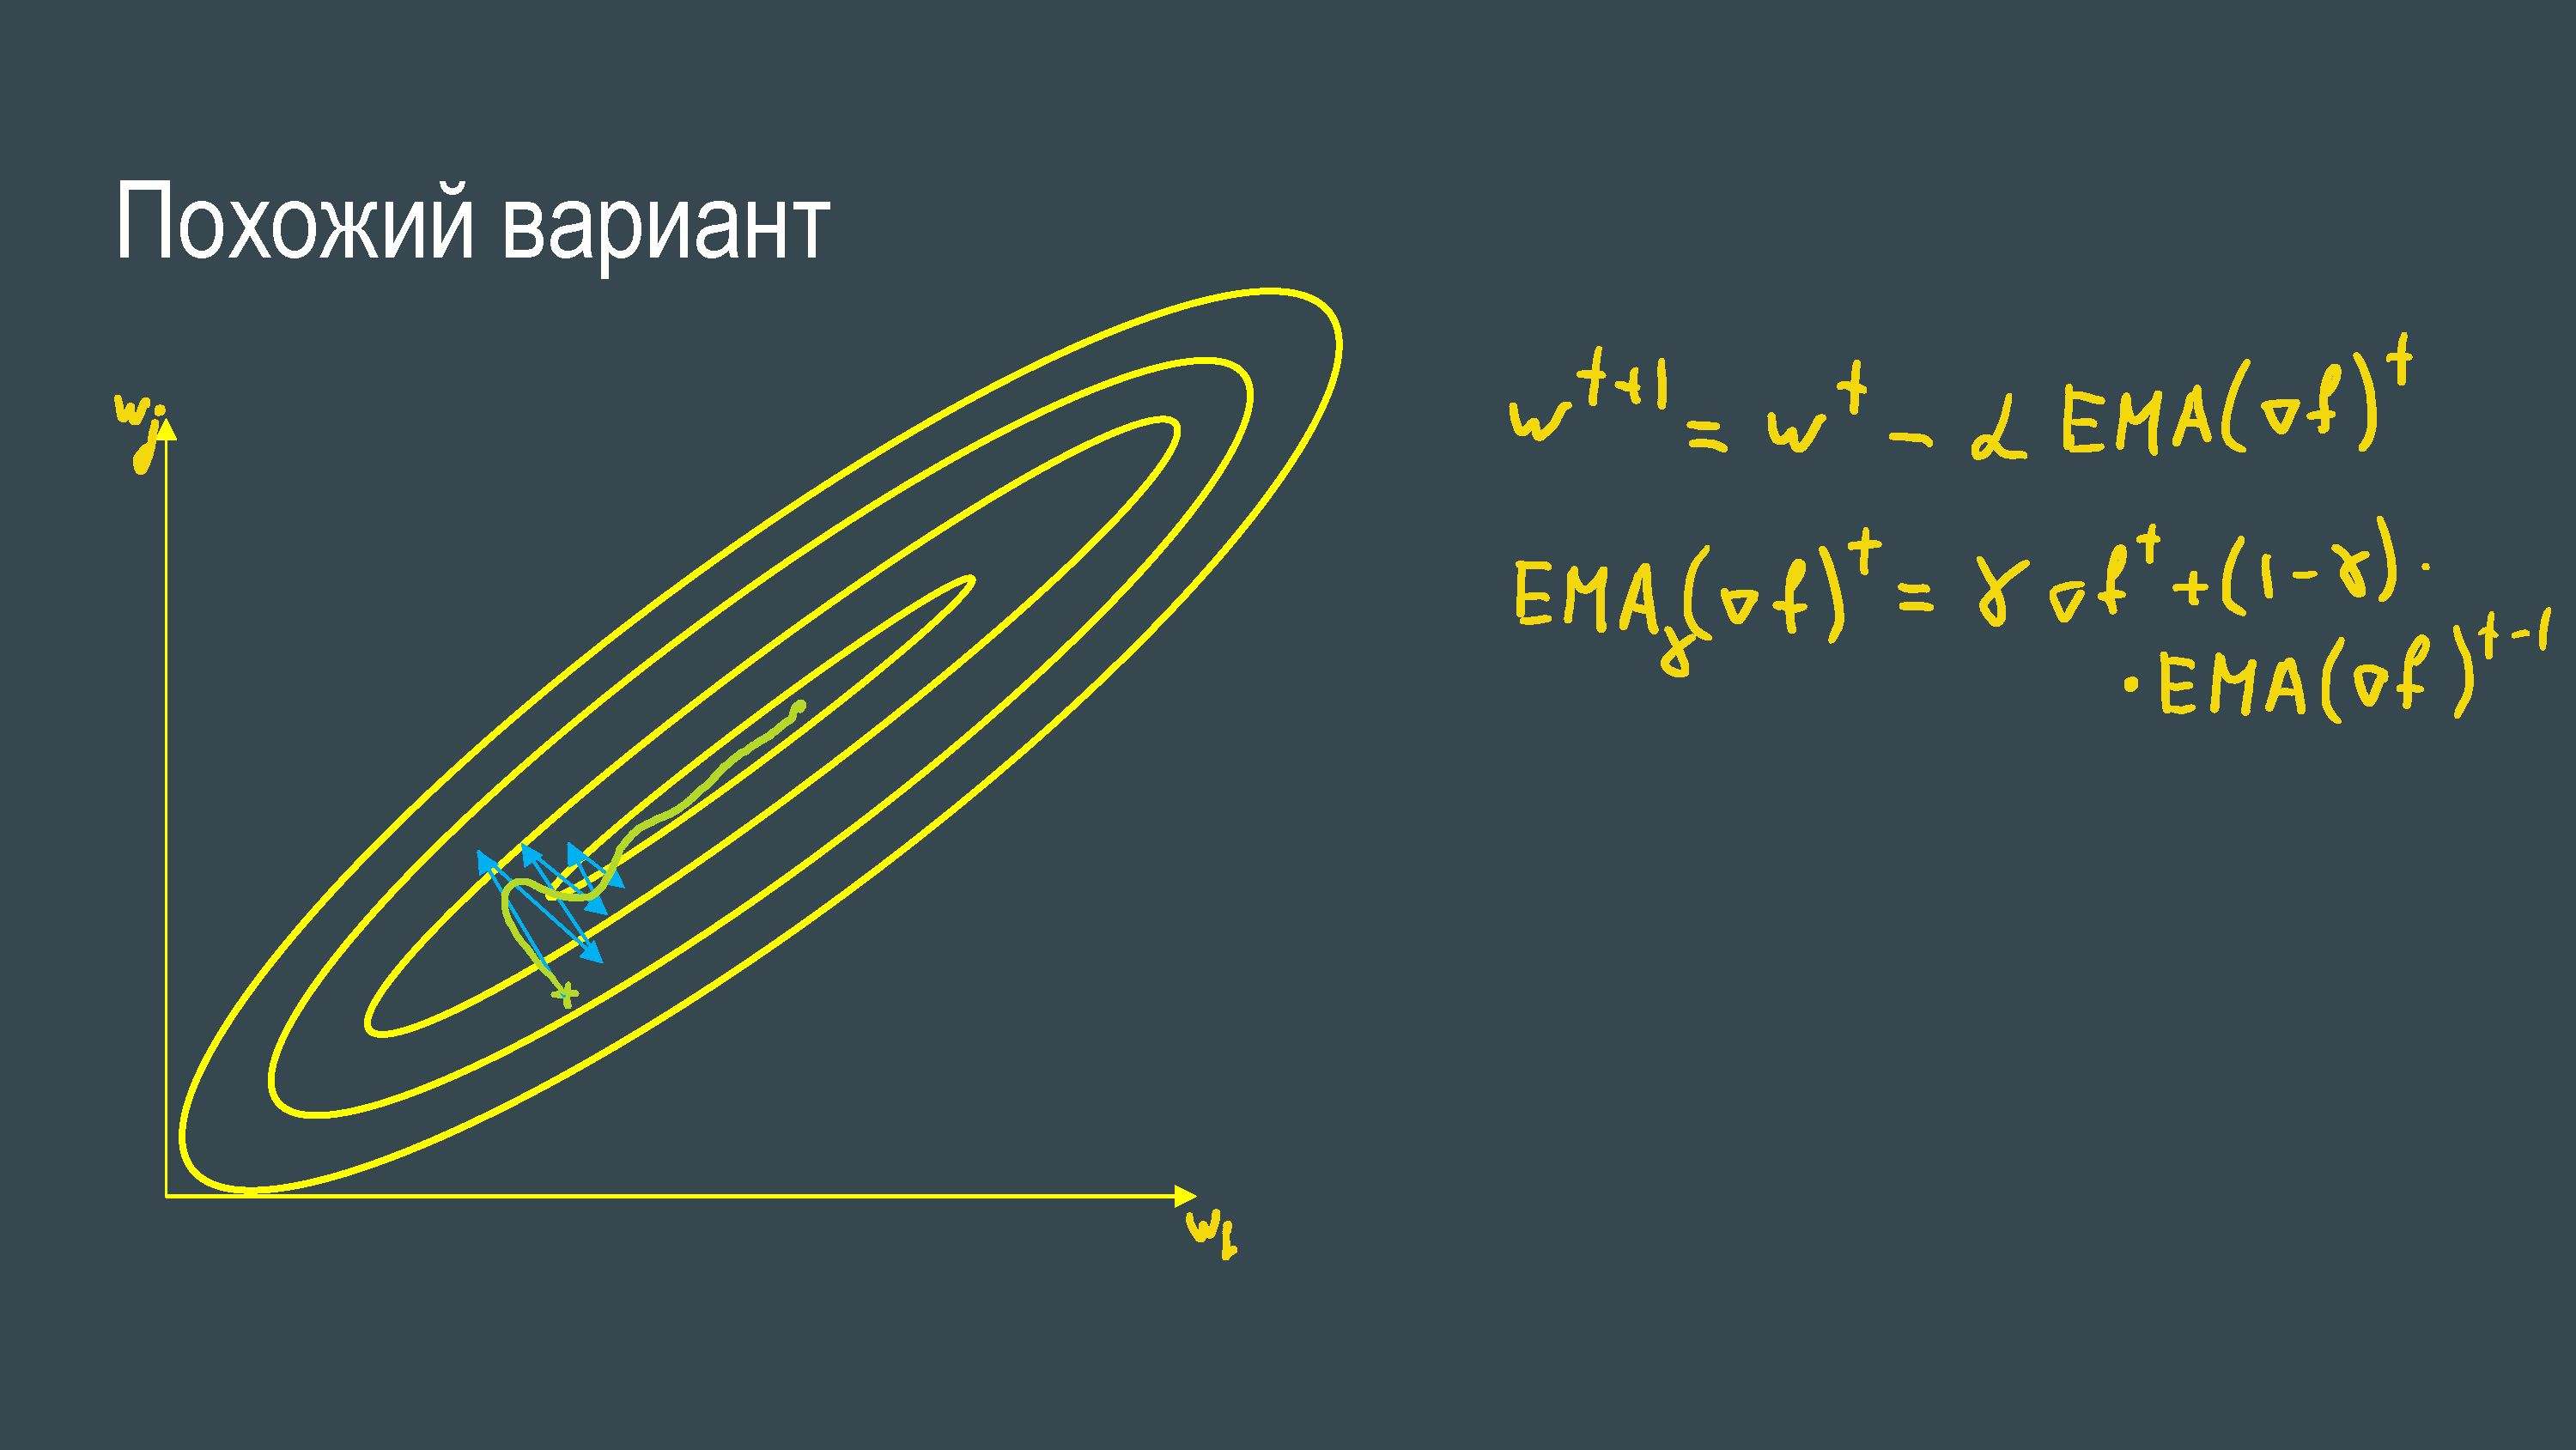 Похожий вариант
w^{t+1} = w^t - α EMA(∇f)^t
w_j
EMA_γ(∇f)^t = γ ∇f^t + (1-γ) ·
· EMA(∇f)^{t-1}
w_i